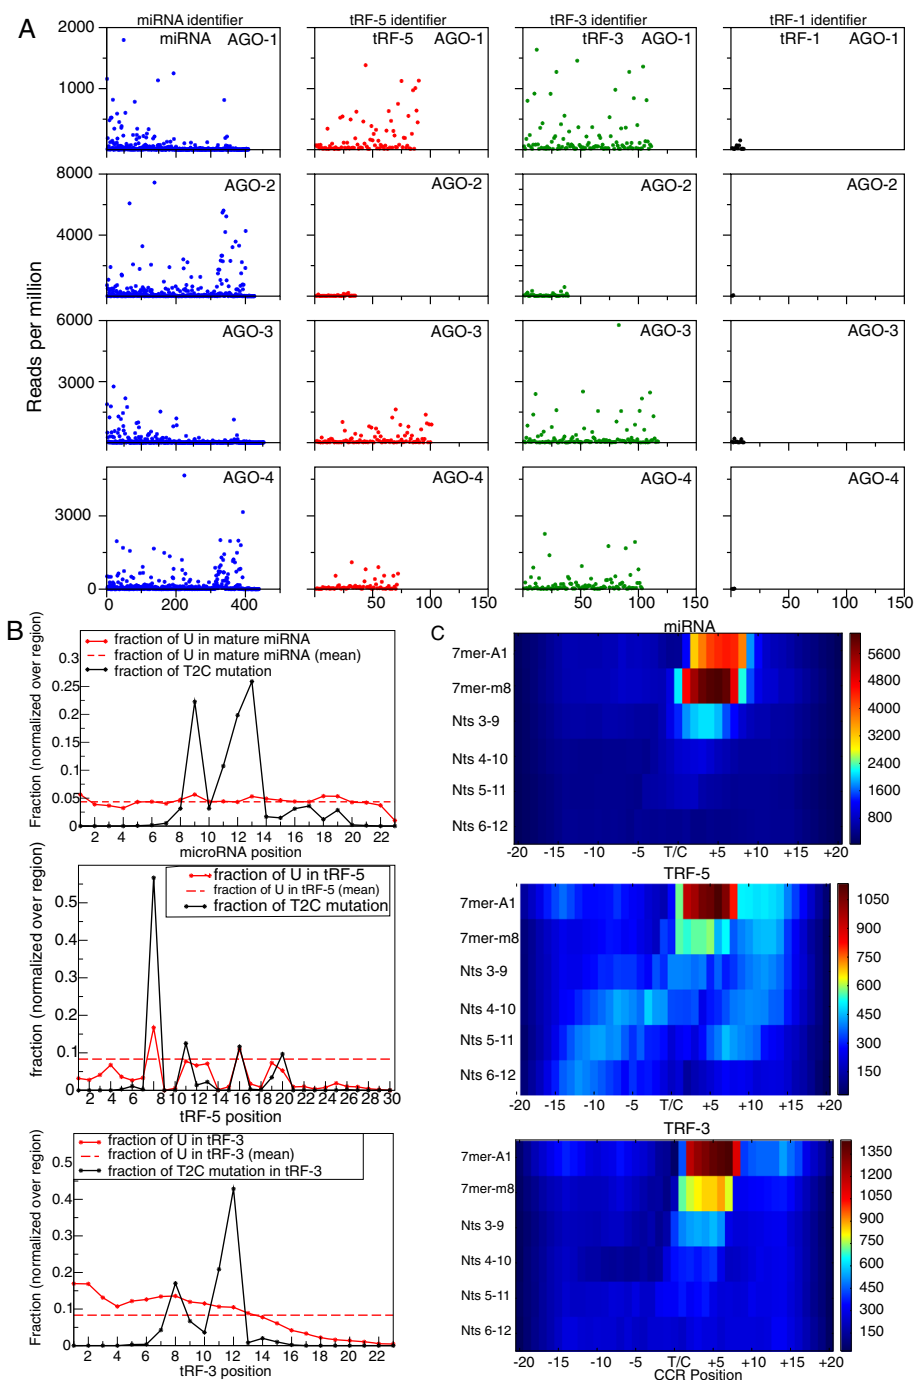 A
miRNA identifier
tRF-5 identifier
tRF-3 identifier
tRF-1 identifier
miRNA AGO-1
tRF-5 AGO-1
tRF-3 AGO-1
tRF-1 AGO-1
2000
1000
0
AGO-2
AGO-2
AGO-2
AGO-2
8000
4000
0
AGO-3
AGO-3
AGO-3
AGO-3
6000
3000
0
AGO-4
AGO-4
AGO-4
AGO-4
3000
0
Reads per million
0 200 400
50 100 150
50 100 150
0 50 100 150
B
fraction of U in mature miRNA
fraction of U in mature miRNA (mean)
fraction of T2C mutation
Fraction (normalized over region)
0.3
0.25
0.2
0.15
0.1
0.05
0
2 4 6 8 10 12 14 16 18 20 22
microRNA position
fraction of U in tRF-5
fraction of U in tRF-5 (mean)
fraction of T2C mutation
fraction (normalized over region)
0.5
0.4
0.3
0.2
0.1
0
2 4 6 8 10 12 14 16 18 20 22 24 26 28 30
tRF-5 position
fraction of U in tRF-3
fraction of U in tRF-3 (mean)
fraction of T2C mutation in tRF-3
Fraction (normalized over region)
0.5
0.4
0.3
0.2
0.1
0
2 4 6 8 10 12 14 16 18 20 22
tRF-3 position
C
miRNA
7mer-A1
7mer-m8
Nts 3-9
Nts 4-10
Nts 5-11
Nts 6-12
-20 -15 -10 -5 T/C +5 +10 +15 +20
5600
4800
4000
3200
2400
1600
800
TRF-5
7mer-A1
7mer-m8
Nts 3-9
Nts 4-10
Nts 5-11
Nts 6-12
-20 -15 -10 -5 T/C +5 +10 +15 +20
1050
900
750
600
450
300
150
TRF-3
7mer-A1
7mer-m8
Nts 3-9
Nts 4-10
Nts 5-11
Nts 6-12
-20 -15 -10 -5 T/C +5 +10 +15 +20
CCR Position
1350
1200
1050
900
750
600
450
300
150